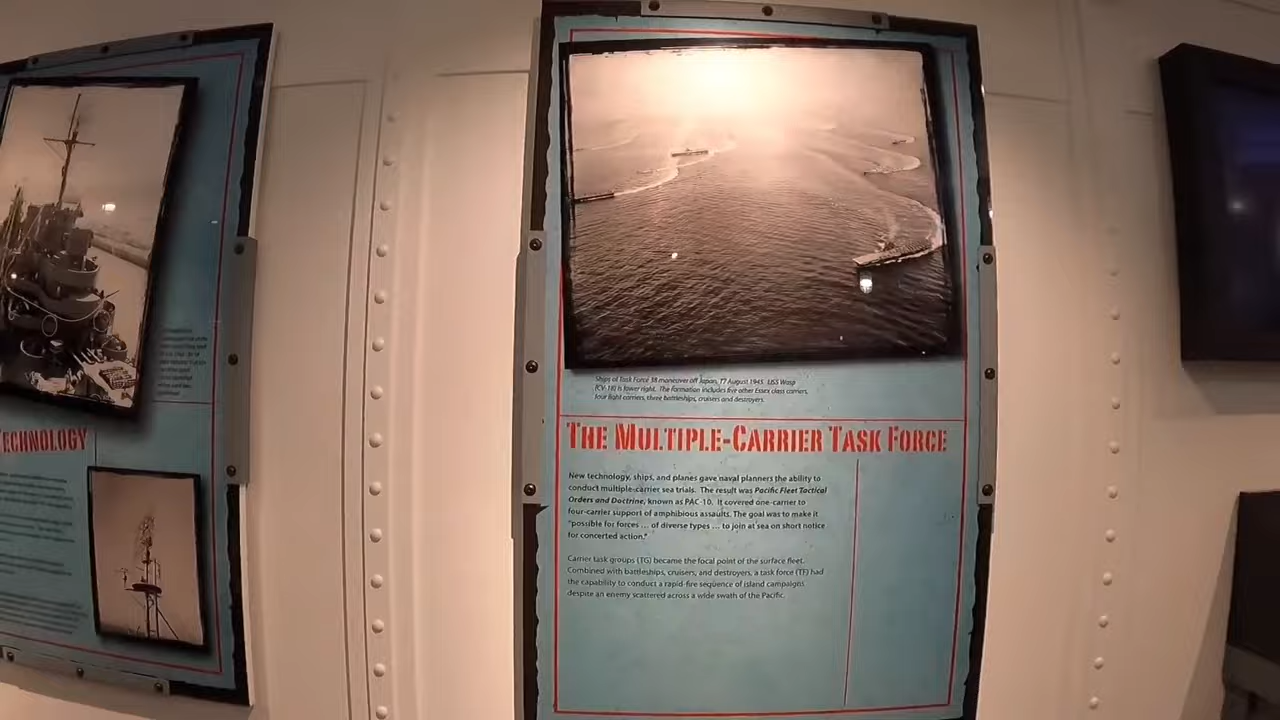 TECHNOLOGY
Ships of Task Force 38 maneuver off Japan, 17 August 1945. USS Wasp
(CV-18) is lower right. The formation includes five other Essex class carriers,
four light carriers, three battleships, cruisers and destroyers.
THE MULTIPLE-CARRIER TASK FORCE
New technology, ships, and planes gave naval planners the ability to
conduct multiple-carrier sea trials. The result was Pacific Fleet Tactical
Orders and Doctrine, known as PAC-10. It covered one-carrier to
four-carrier support of amphibious assaults. The goal was to make it
"possible for forces ... of diverse types ... to join at sea on short notice
for concerted action."
Carrier task groups (TG) became the focal point of the surface fleet.
Combined with battleships, cruisers, and destroyers, a task force (TF) had
the capability to conduct a rapid-fire sequence of island campaigns
despite an enemy scattered across a wide swath of the Pacific.